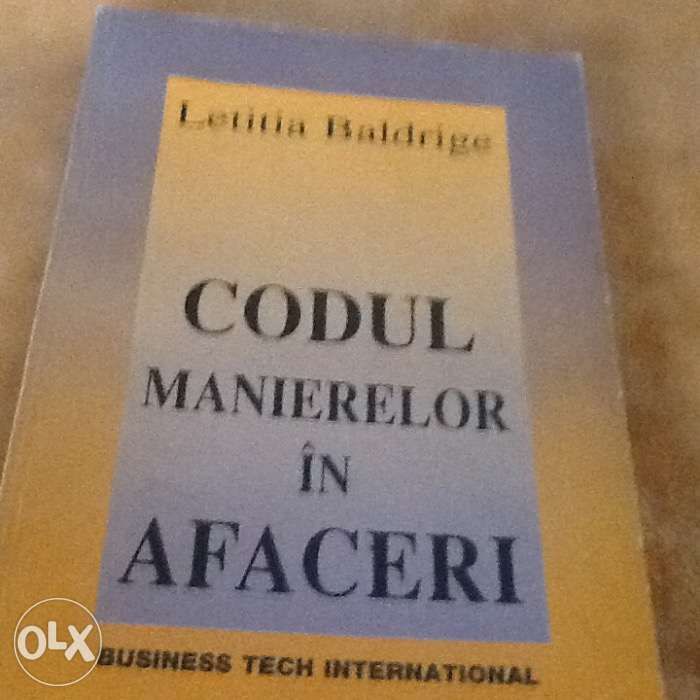 Letitia Baldrige
CODUL
MANIERELOR
ÎN
AFACERI
BUSINESS TECH INTERNATIONAL
OLX